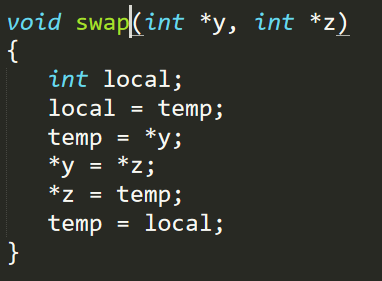 void swap(int *y, int *z)
{
int local;
local = temp;
temp = *y;
*y = *z;
*z = temp;
temp = local;
}